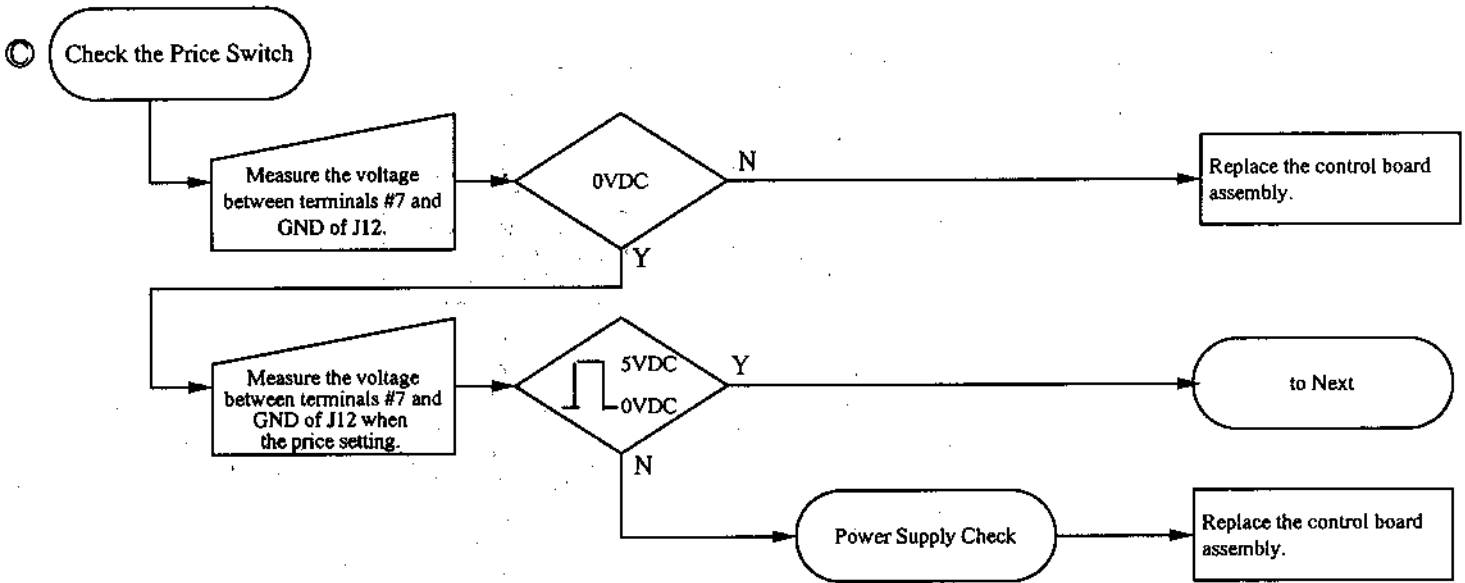 Ⓒ Check the Price Switch
Measure the voltage
between terminals #7 and
GND of J12.
0VDC
N
Replace the control board
assembly.
Y
Measure the voltage
between terminals #7 and
GND of J12 when
the price setting.
5VDC
0VDC
Y
to Next
N
Power Supply Check
Replace the control board
assembly.